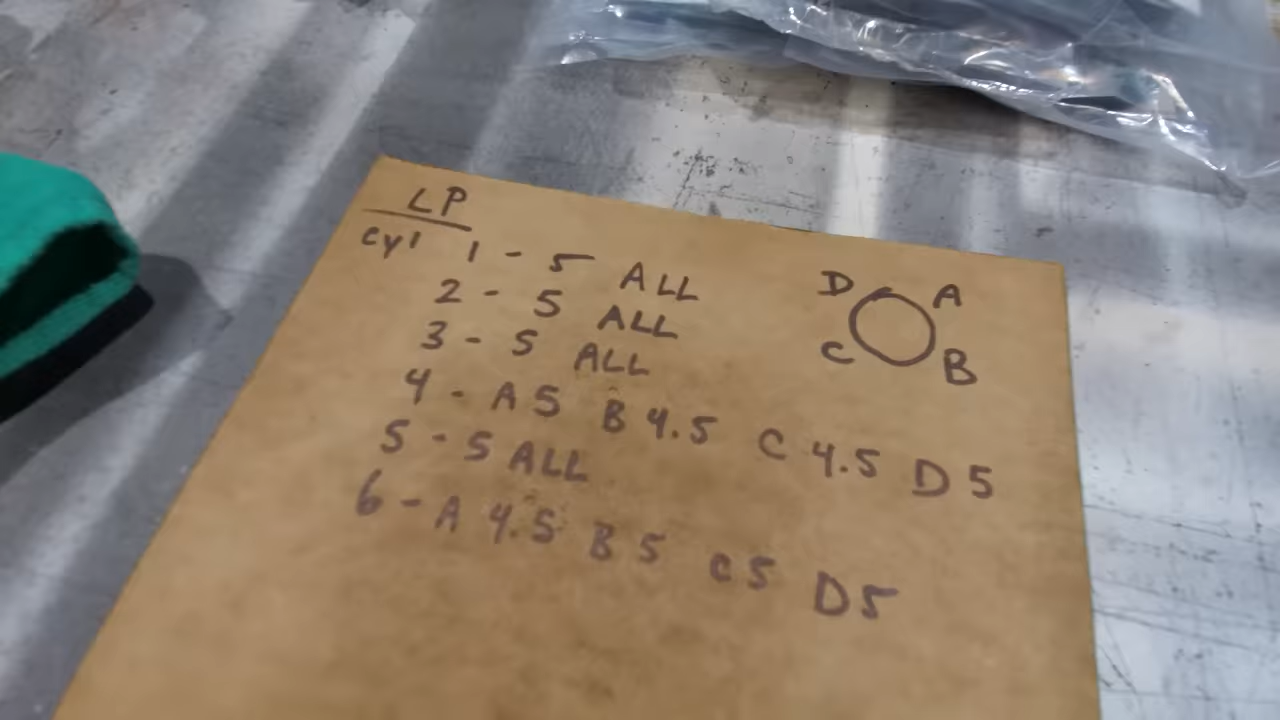 LP
cyl 1 - 5 ALL
2 - 5 ALL
3 - 5 ALL
4 - A 5 B 4.5 C 4.5 D 5
5 - 5 ALL
6 - A 4.5 B 5 C 5 D 5
D A
C B